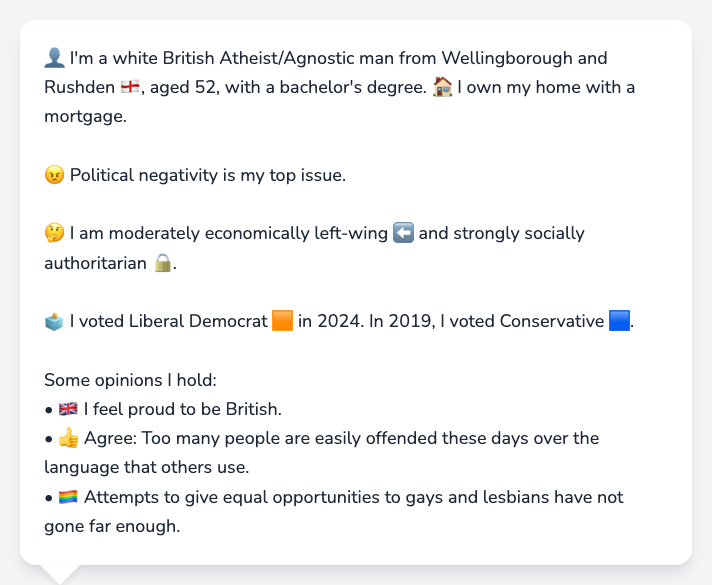 👤 I'm a white British Atheist/Agnostic man from Wellingborough and
Rushden 🏴󠁧󠁢󠁥󠁮󠁧󠁿, aged 52, with a bachelor's degree. 🏠 I own my home with a
mortgage.
😠 Political negativity is my top issue.
🤔 I am moderately economically left-wing ⬅️ and strongly socially
authoritarian 🔒.
🗳️ I voted Liberal Democrat 🟧 in 2024. In 2019, I voted Conservative 🟦.
Some opinions I hold:
• 🇬🇧 I feel proud to be British.
• 👍 Agree: Too many people are easily offended these days over the
language that others use.
• 🏳️‍🌈 Attempts to give equal opportunities to gays and lesbians have not
gone far enough.